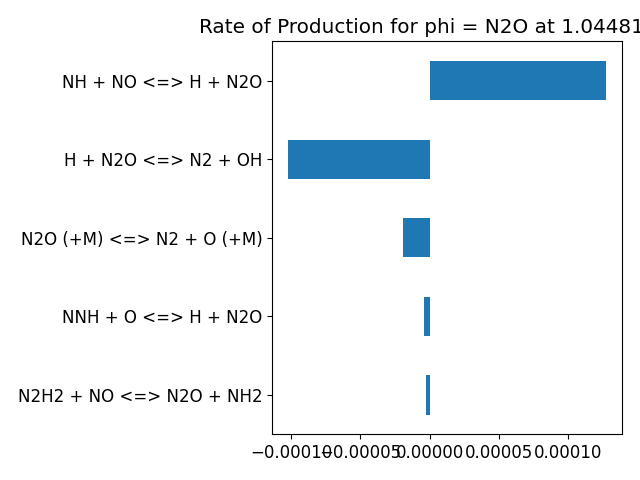 Rate of Production for phi = N2O at 1.04481
NH + NO <=> H + N2O
H + N2O <=> N2 + OH
N2O (+M) <=> N2 + O (+M)
NNH + O <=> H + N2O
N2H2 + NO <=> N2O + NH2
−0.00010 −0.00005 0.00000 0.00005 0.00010